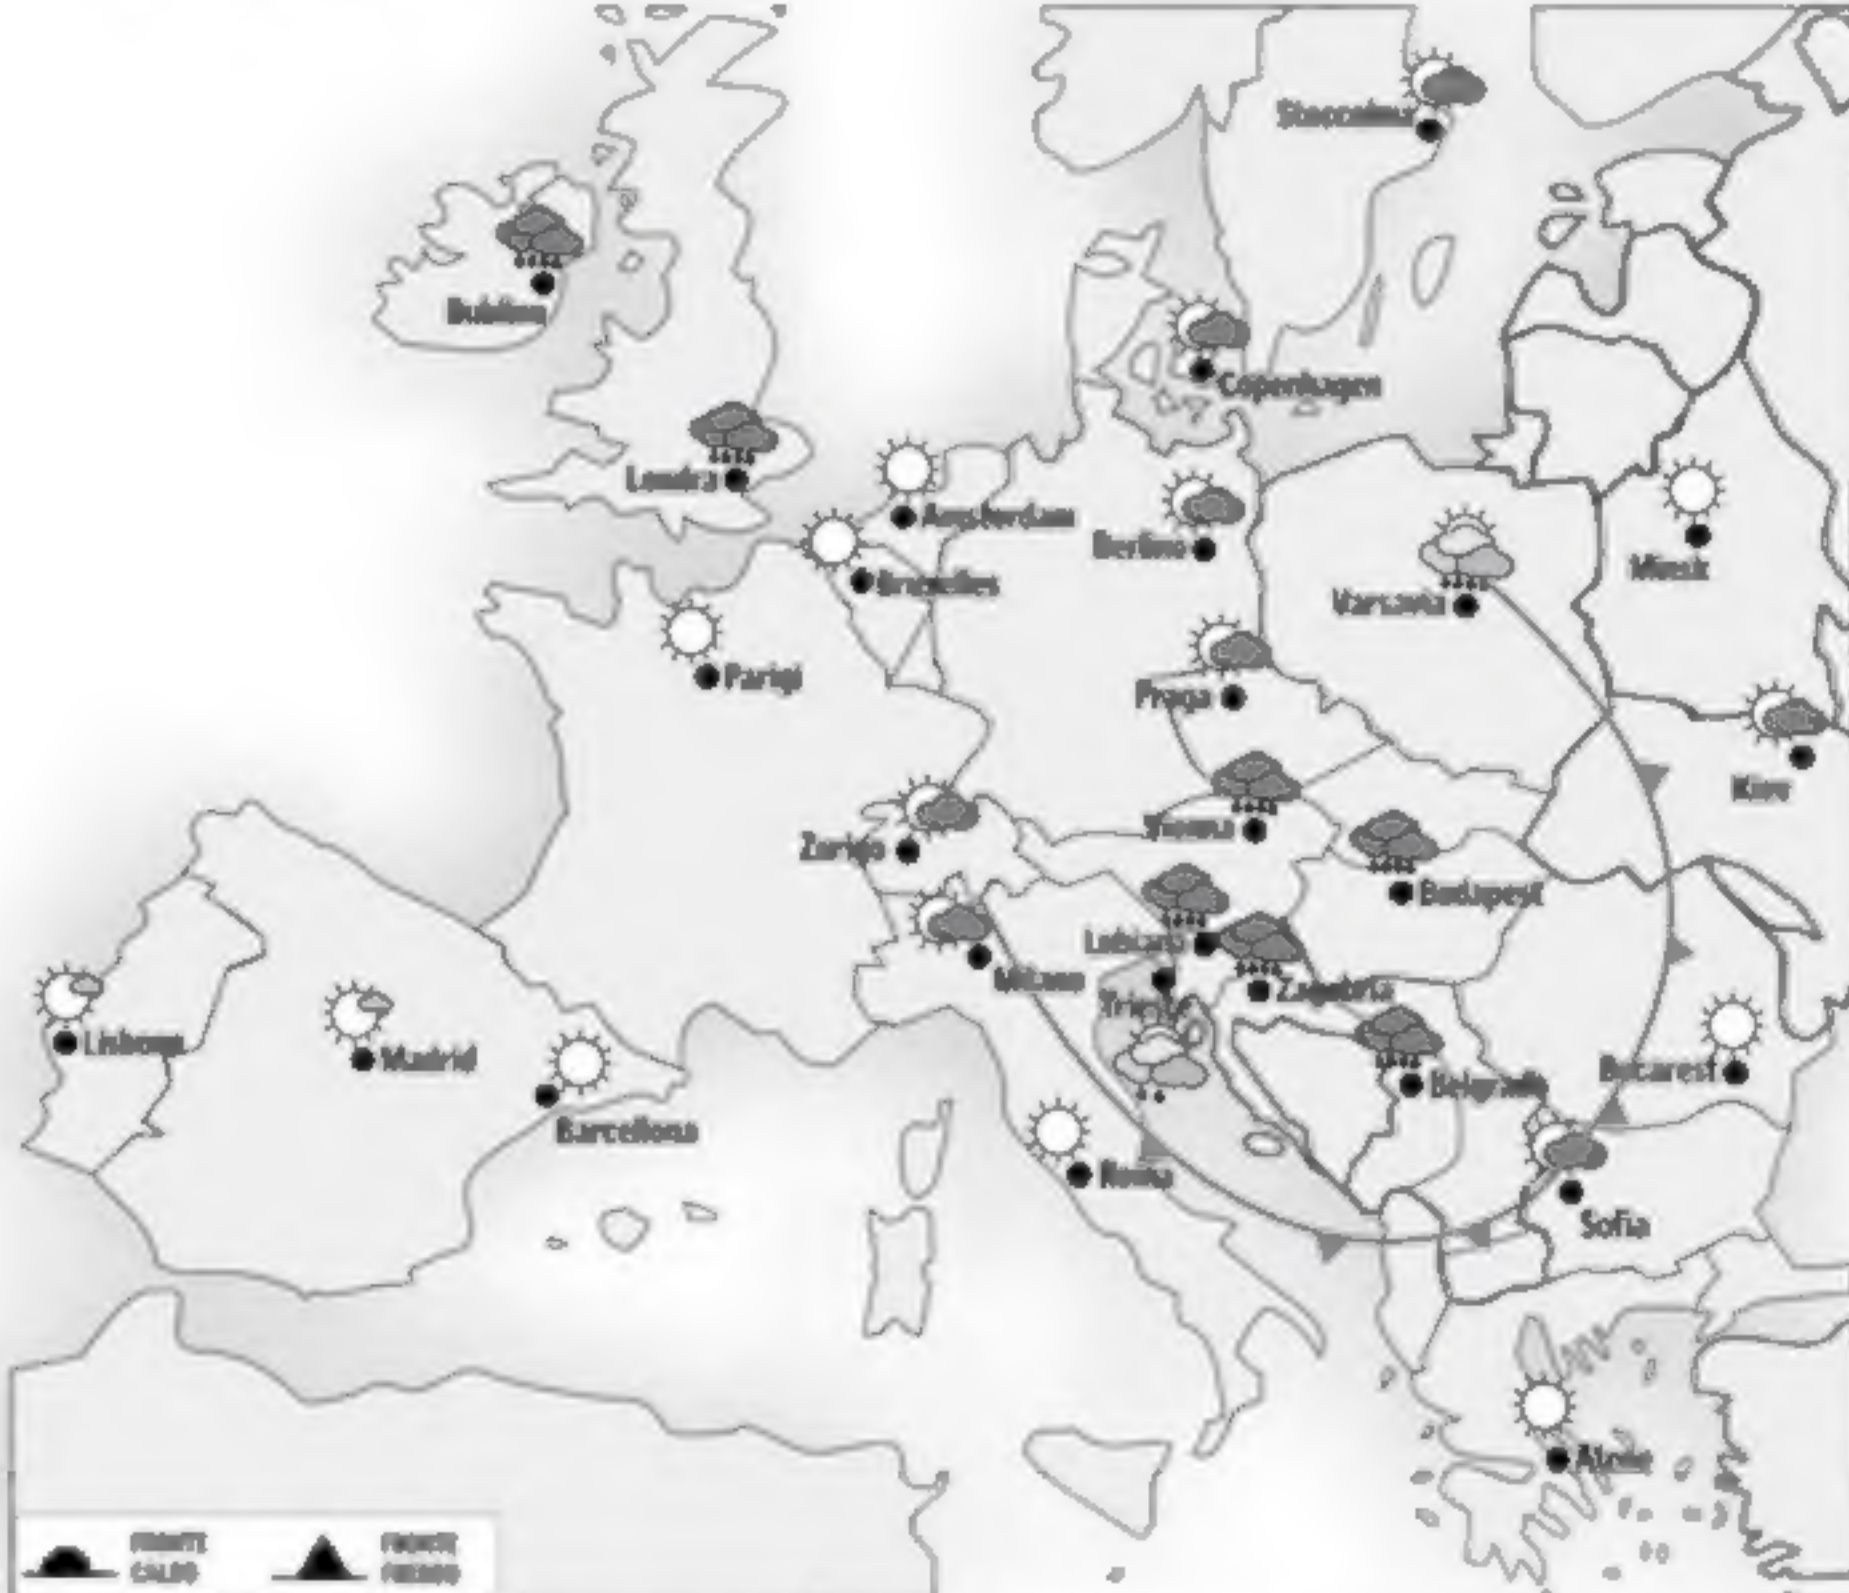 Stoccolma
Dublino
Copenhagen
Londra
Amsterdam
Berlino
Minsk
Bruxelles
Varsavia
Parigi
Praga
Kiev
Vienna
Zurigo
Budapest
Lubiana
Milano
Zagabria
Trieste
Lisbona
Madrid
Belgrado
Bucarest
Barcellona
Roma
Sofia
Atene
FRONTE
CALDO
FRONTE
FREDDO